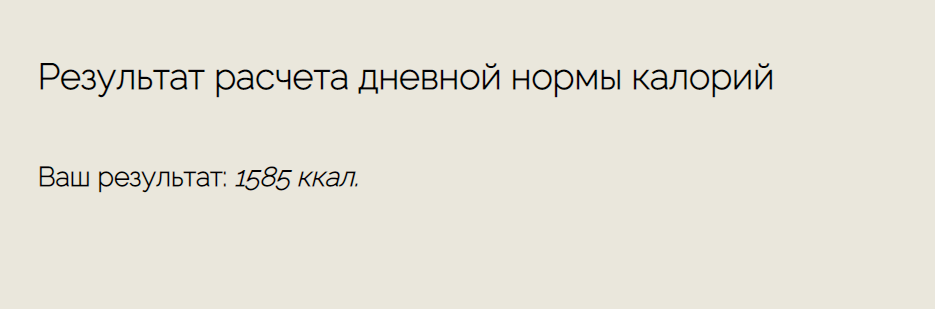 Результат расчета дневной нормы калорий
Ваш результат: 1585 ккал.